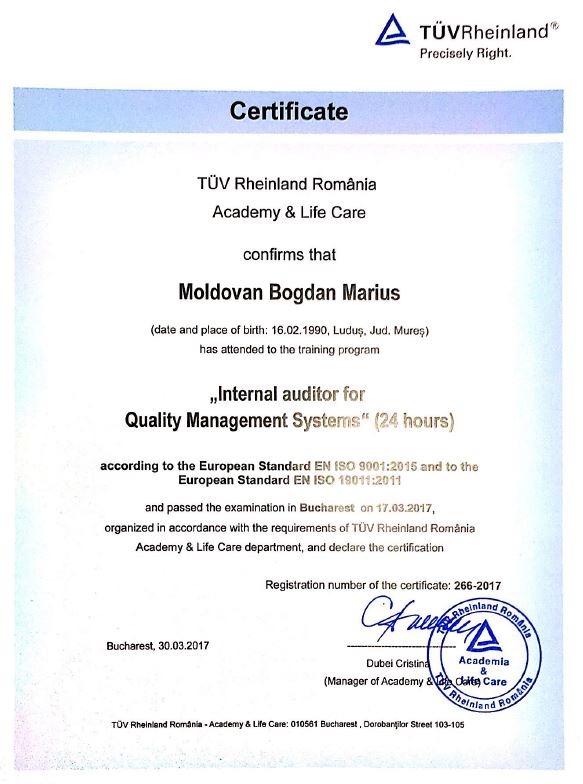 TÜVRheinland®
Precisely Right.
Certificate
TÜV Rheinland România
Academy & Life Care
confirms that
Moldovan Bogdan Marius
(date and place of birth: 16.02.1990, Luduș, Jud. Mureș)
has attended to the training program
„Internal auditor for
Quality Management Systems“ (24 hours)
according to the European Standard EN ISO 9001:2015 and to the
European Standard EN ISO 19011:2011
and passed the examination in Bucharest on 17.03.2017,
organized in accordance with the requirements of TÜV Rheinland România
Academy & Life Care department, and declare the certification
Registration number of the certificate: 266-2017
Bucharest, 30.03.2017
Dubei Cristina
(Manager of Academy & Life Care)
TÜV Rheinland România
Academia
&
Life Care
TÜV Rheinland România
TÜV Rheinland România - Academy & Life Care: 010561 Bucharest , Dorobanților Street 103-105